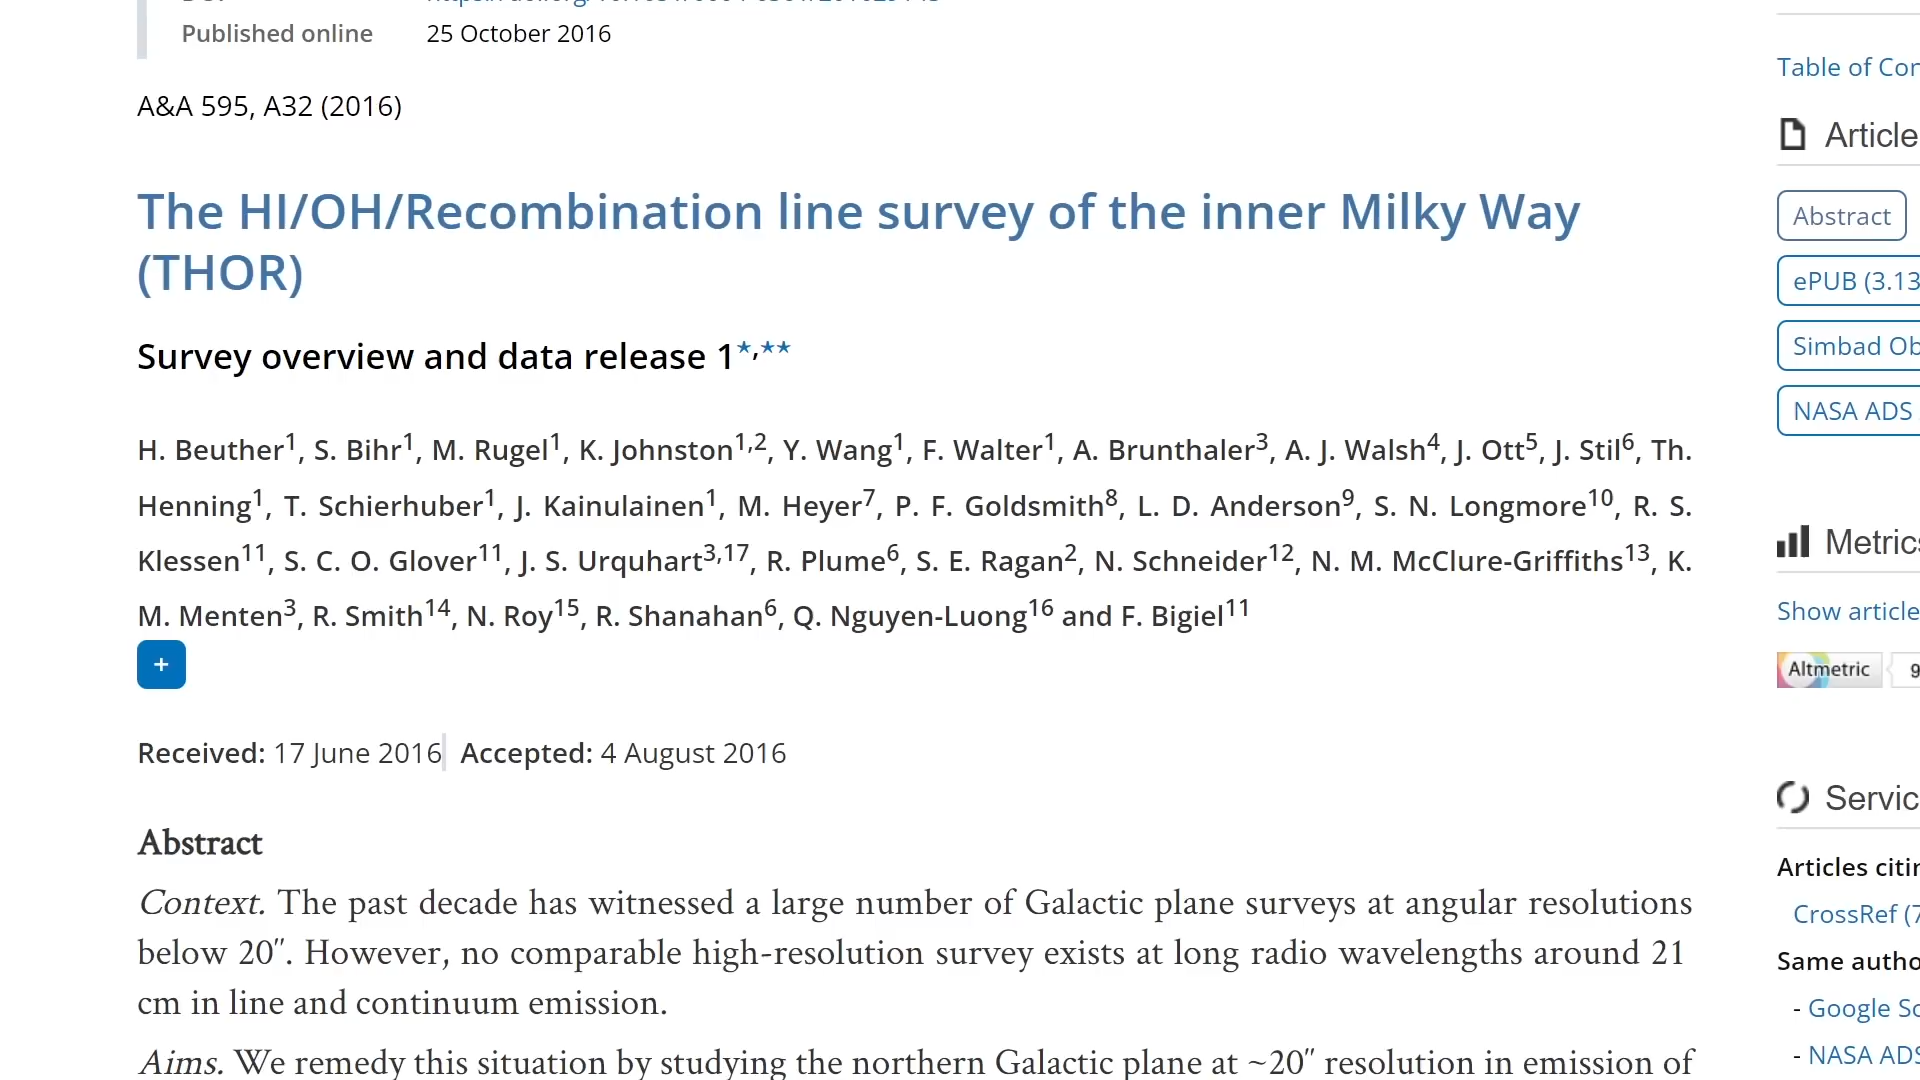 Published online 25 October 2016
A&A 595, A32 (2016)
The HI/OH/Recombination line survey of the inner Milky Way
(THOR)
Survey overview and data release 1*,**
H. Beuther1, S. Bihr1, M. Rugel1, K. Johnston1,2, Y. Wang1, F. Walter1, A. Brunthaler3, A. J. Walsh4, J. Ott5, J. Stil6, Th.
Henning1, T. Schierhuber1, J. Kainulainen1, M. Heyer7, P. F. Goldsmith8, L. D. Anderson9, S. N. Longmore10, R. S.
Klessen11, S. C. O. Glover11, J. S. Urquhart3,17, R. Plume6, S. E. Ragan2, N. Schneider12, N. M. McClure-Griffiths13, K.
M. Menten3, R. Smith14, N. Roy15, R. Shanahan6, Q. Nguyen-Luong16 and F. Bigiel11
+
Received: 17 June 2016 Accepted: 4 August 2016
Abstract
Context. The past decade has witnessed a large number of Galactic plane surveys at angular resolutions
below 20″. However, no comparable high-resolution survey exists at long radio wavelengths around 21
cm in line and continuum emission.
Aims. We remedy this situation by studying the northern Galactic plane at ~20″ resolution in emission of
Table of
Article
Abstract
ePUB (3.13
Simbad
NASA ADS
Metrics
Show article
Altmetric 9
Articles
CrossRef (7
Same
- Google
- NASA ADS